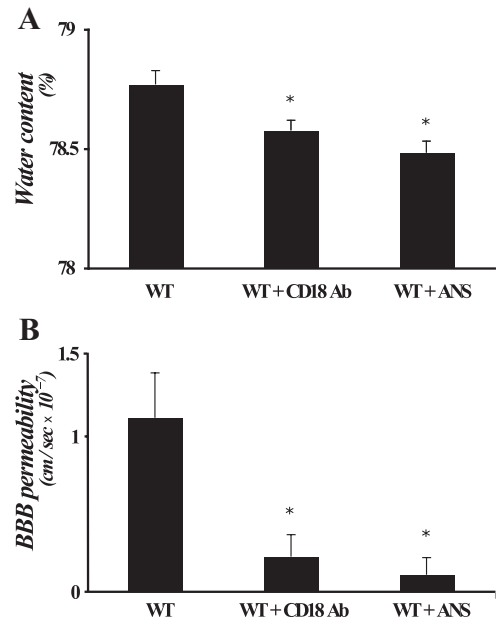 A
79
78.5
78
Water content
(%)
*
*
WT
WT + CD18 Ab
WT + ANS
B
1.5
1
0
BBB permeability
(cm/sec × 10⁻⁷)
*
*
WT
WT + CD18 Ab
WT + ANS